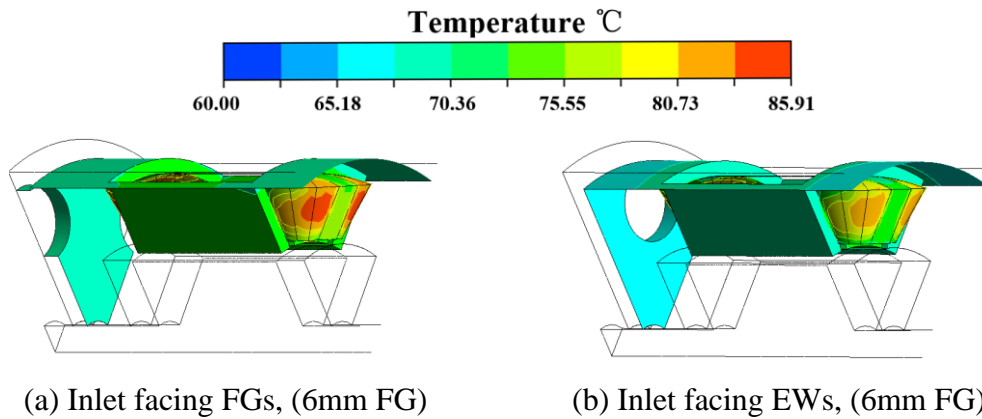 Temperature ℃
60.00 65.18 70.36 75.55 80.73 85.91
(a) Inlet facing FGs, (6mm FG) (b) Inlet facing EWs, (6mm FG)